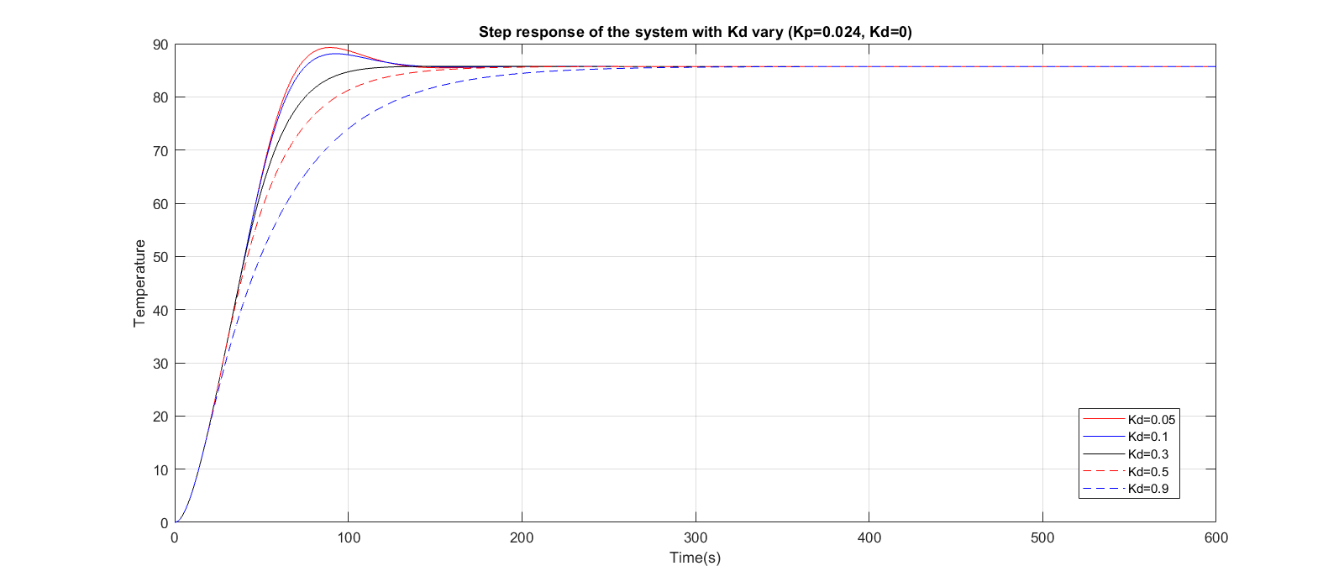 Step response of the system with Kd vary (Kp=0.024, Kd=0)
90
80
70
60
50
40
30
20
10
0
Temperature
0 100 200 300 400 500 600
Time(s)
Kd=0.05
Kd=0.1
Kd=0.3
Kd=0.5
Kd=0.9